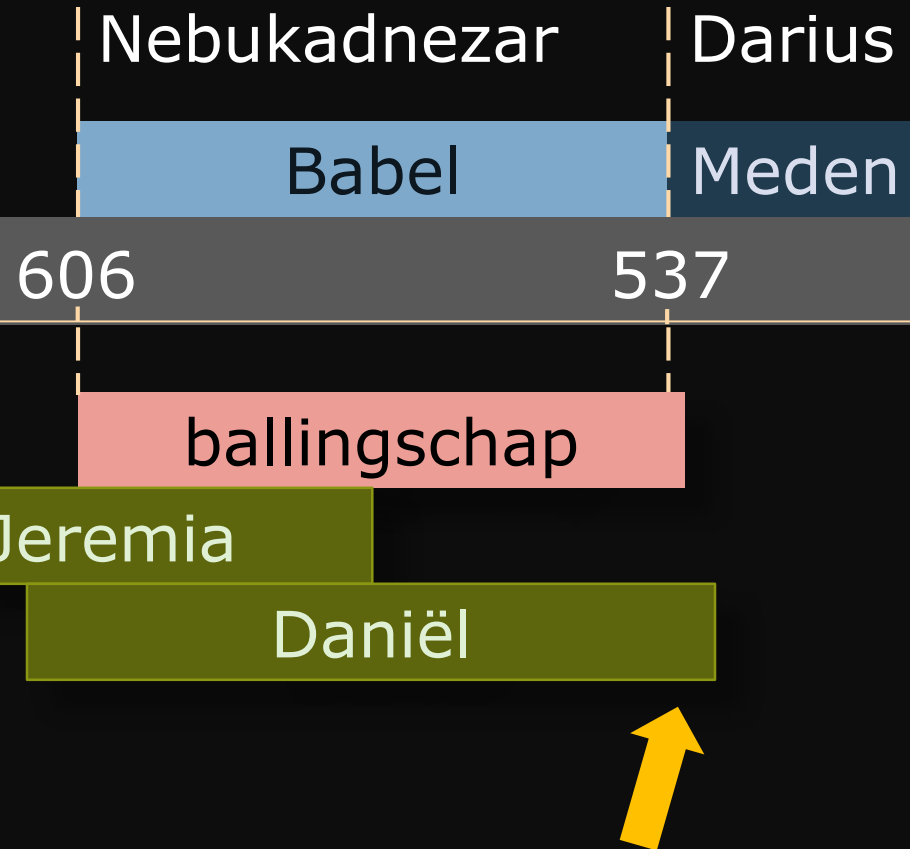 Nebukadnezar Darius
Babel Meden
606 537
ballingschap
Jeremia
Daniël